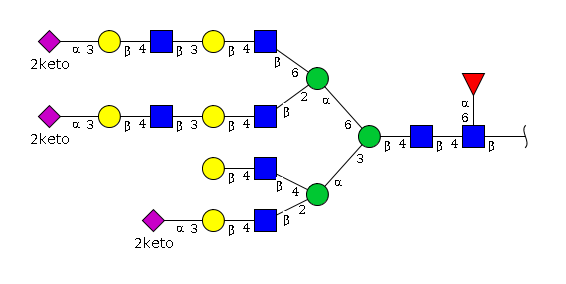 α 3 β 4 β 3 β 4 β
2keto
6
α 3 β 4 β 3 β 4 β 2 α
2keto
α
6
6
β 4 β 4 β
3
β 4 β 4 α
α 3 β 4 β 2
2keto